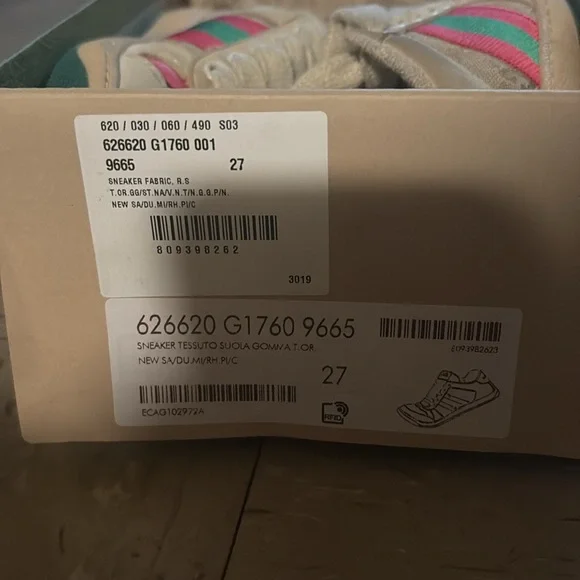 620 / 030 / 060 / 490 S03
626620 G1760 001
9665 27
SNEAKER FABRIC, R.S
T.OR.GG/ST.NA/V.N.T/N.G.G.P/N
NEW SA/DU.MI/RH.PI/C
809398262
3019
626620 G1760 9665
SNEAKER TESSUTO SUOLA GOMMA T.OR.
NEW SA/DU.MI/RH.PI/C
27
ECAG102972A
RFID